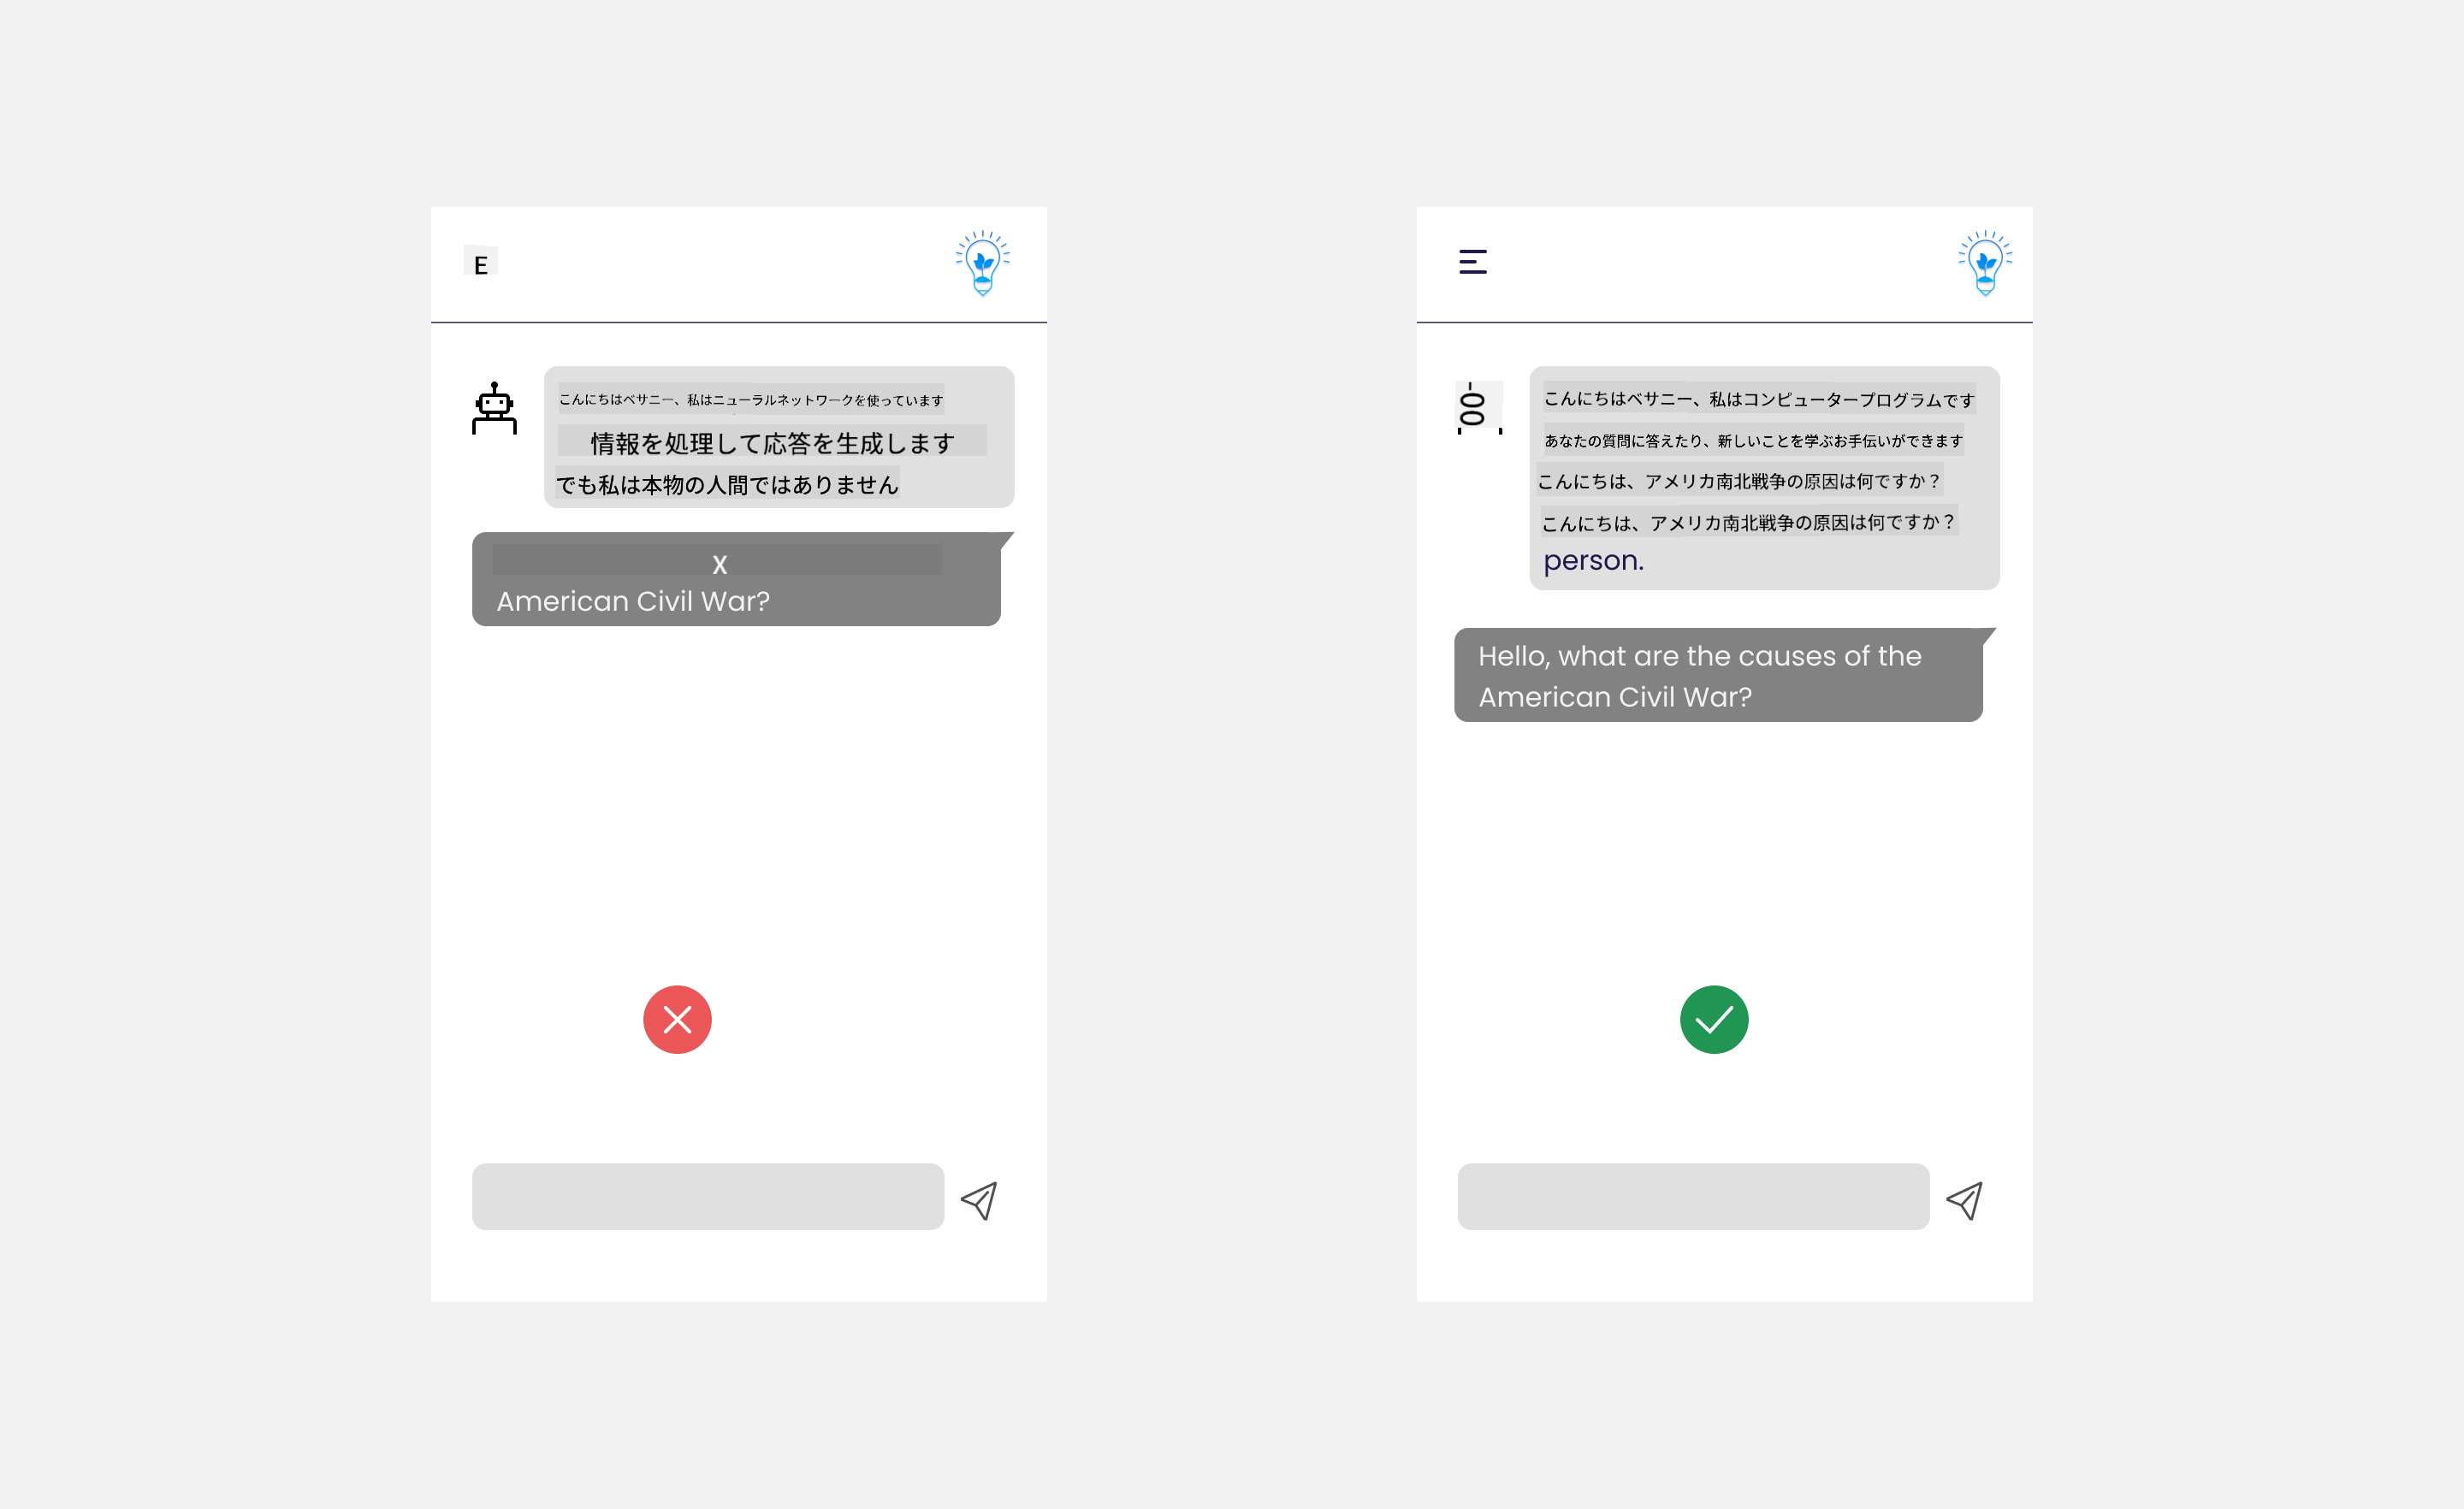 E
こんにちはベサニー、私はニューラルネットワークを使っています
情報を処理して応答を生成します
でも私は本物の人間ではありません
X
American Civil War?
-00-
こんにちはベサニー、私はコンピュータープログラムです
あなたの質問に答えたり、新しいことを学ぶお手伝いができます
こんにちは、アメリカ南北戦争の原因は何ですか？
こんにちは、アメリカ南北戦争の原因は何ですか？
person.
Hello, what are the causes of the
American Civil War?